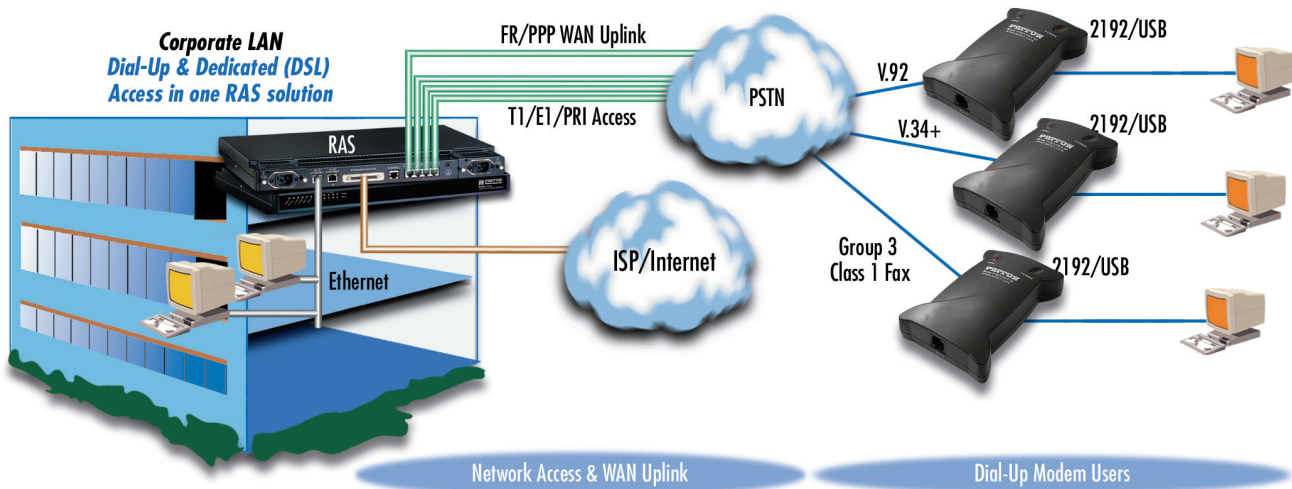 Corporate LAN
Dial-Up & Dedicated (DSL)
Access in one RAS solution
RAS
Ethernet
FR/PPP WAN Uplink
T1/E1/PRI Access
PSTN
ISP/Internet
V.92
V.34+
Group 3
Class 1 Fax
2192/USB
2192/USB
2192/USB
Network Access & WAN Uplink
Dial-Up Modem Users